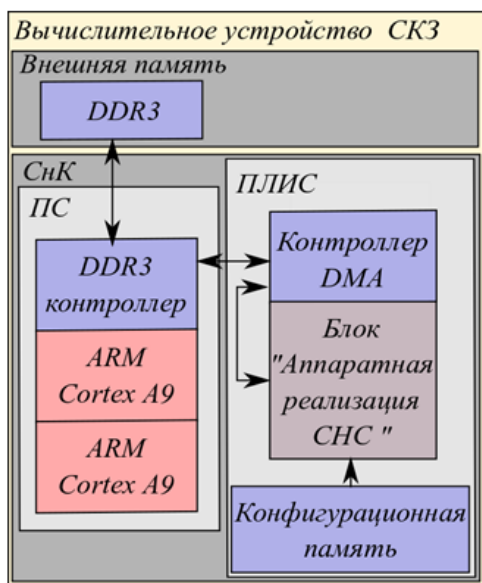 Вычислительное устройство СКЗ
Внешняя память
DDR3
СнК
ПС
DDR3
контроллер
ARM
Cortex A9
ARM
Cortex A9
ПЛИС
Контроллер
DMA
Блок
"Аппаратная
реализация
СНС "
Конфигурационная
память